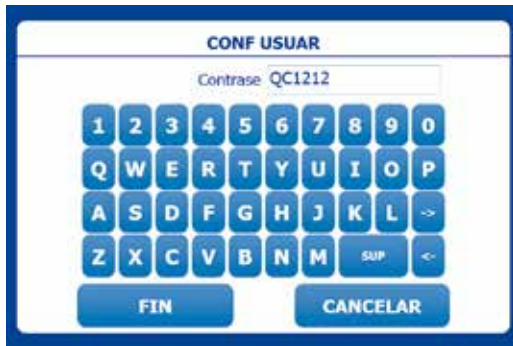 CONF USUAR
Contrase QC1212
1 2 3 4 5 6 7 8 9 0
Q W E R T Y U I O P
A S D F G H J K L ->
Z X C V B N M SUP <-
FIN CANCELAR